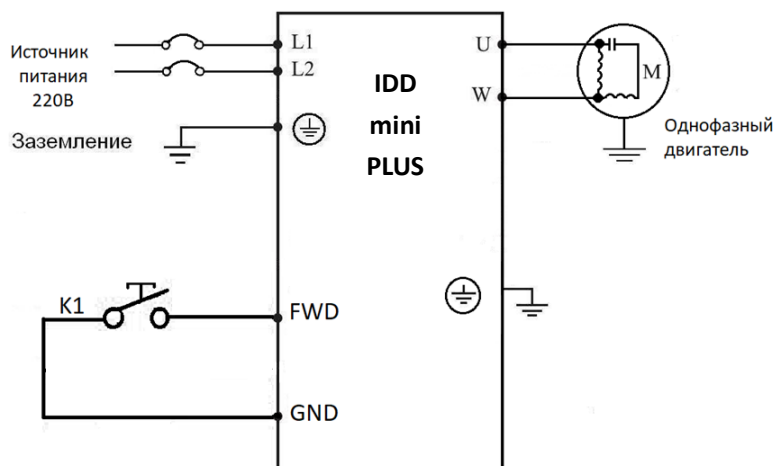 Источник
питания
220В
Заземление
L1
L2
IDD
mini
PLUS
U
W
M
Однофазный
двигатель
K1
FWD
GND